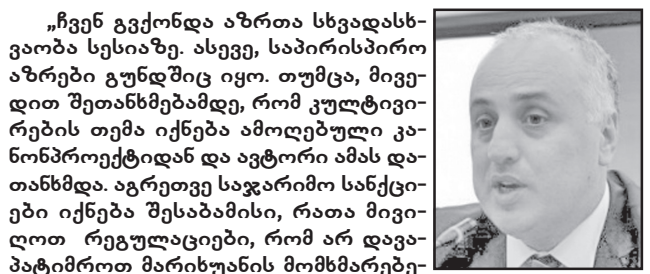 „ჩვენ გვქონდა აზრთა სხვადასხ-
ვაობა სესიაზე. ასევე, საპირისპირო
აზრები გუნდშიც იყო. თუმცა, მივე-
დით შეთანხმებამდე, რომ კულტივი-
რების თემა იქნება ამოღებული კა-
ნონპროექტიდან და ავტორი ამას და-
თანხმდა. აგრეთვე საჯარიმო სანქცი-
ები იქნება შესაბამისი, რათა მივი-
ღოთ რეგულაციები, რომ არ დავა-
პატიმროთ მარიხუანის მომხმარებე-